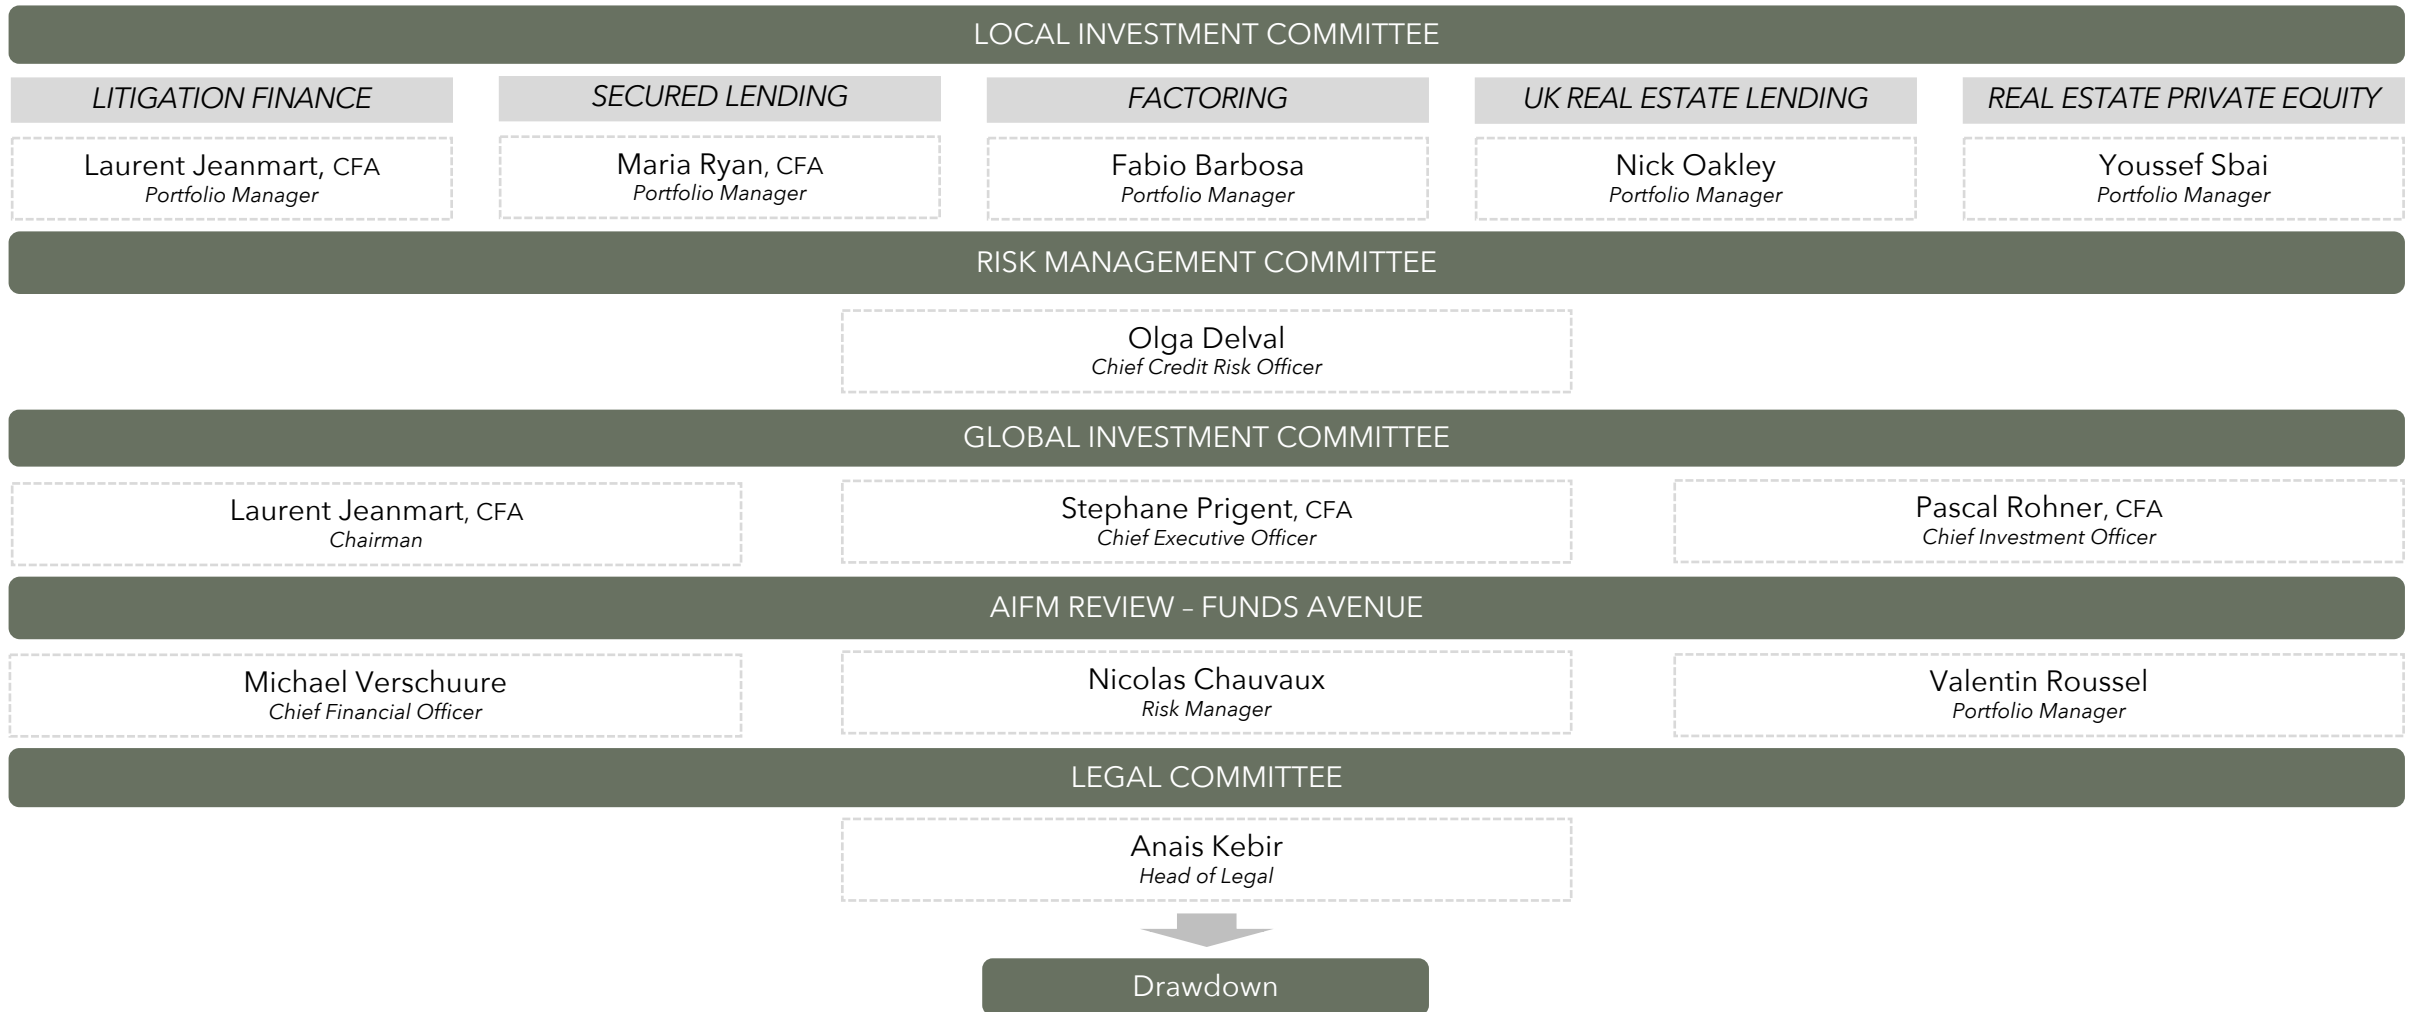 LOCAL INVESTMENT COMMITTEE
LITIGATION FINANCE
SECURED LENDING
FACTORING
UK REAL ESTATE LENDING
REAL ESTATE PRIVATE EQUITY
Laurent Jeanmart, CFA
Portfolio Manager
Maria Ryan, CFA
Portfolio Manager
Fabio Barbosa
Portfolio Manager
Nick Oakley
Portfolio Manager
Youssef Sbai
Portfolio Manager
RISK MANAGEMENT COMMITTEE
Olga Delval
Chief Credit Risk Officer
GLOBAL INVESTMENT COMMITTEE
Laurent Jeanmart, CFA
Chairman
Stephane Prigent, CFA
Chief Executive Officer
Pascal Rohner, CFA
Chief Investment Officer
AIFM REVIEW – FUNDS AVENUE
Michael Verschuure
Chief Financial Officer
Nicolas Chauvaux
Risk Manager
Valentin Roussel
Portfolio Manager
LEGAL COMMITTEE
Anais Kebir
Head of Legal
Drawdown